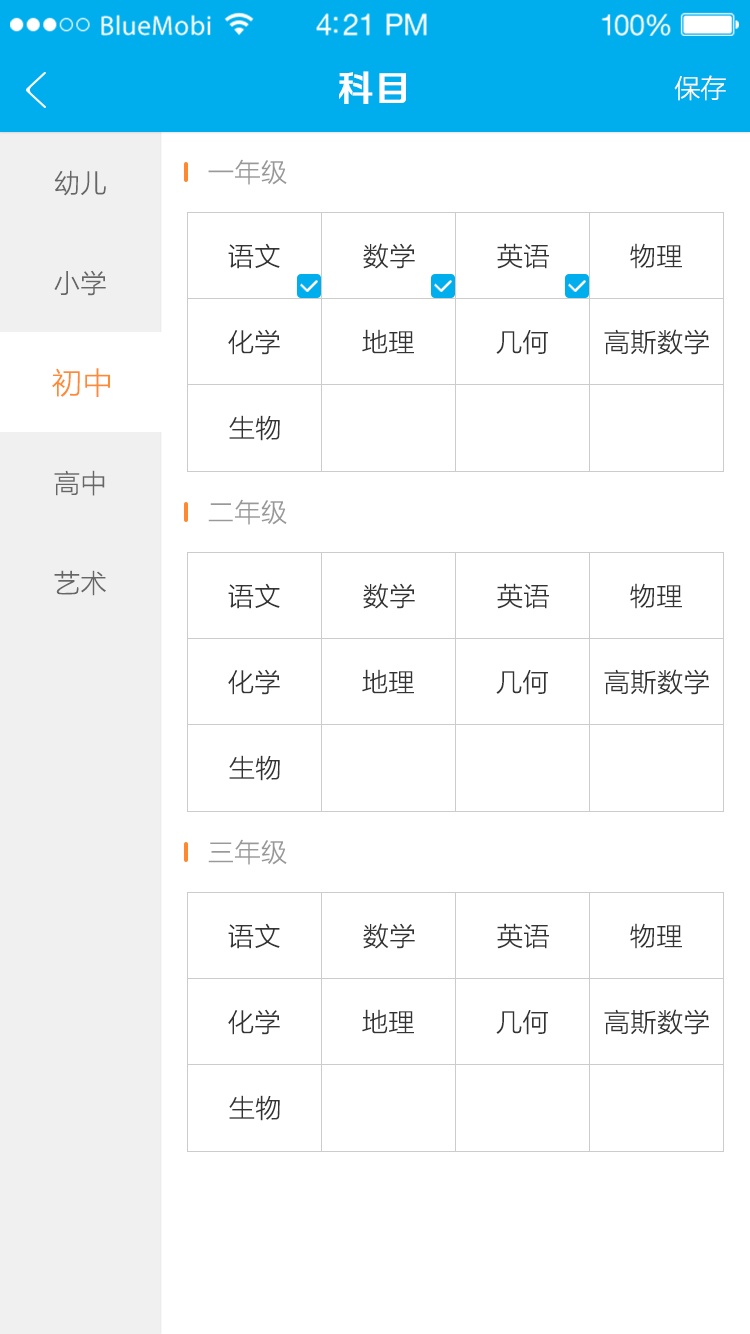 BlueMobi 4:21 PM 100%
科目 保存
幼儿
小学
初中
高中
艺术
一年级
语文 数学 英语 物理
化学 地理 几何 高斯数学
生物
二年级
语文 数学 英语 物理
化学 地理 几何 高斯数学
生物
三年级
语文 数学 英语 物理
化学 地理 几何 高斯数学
生物